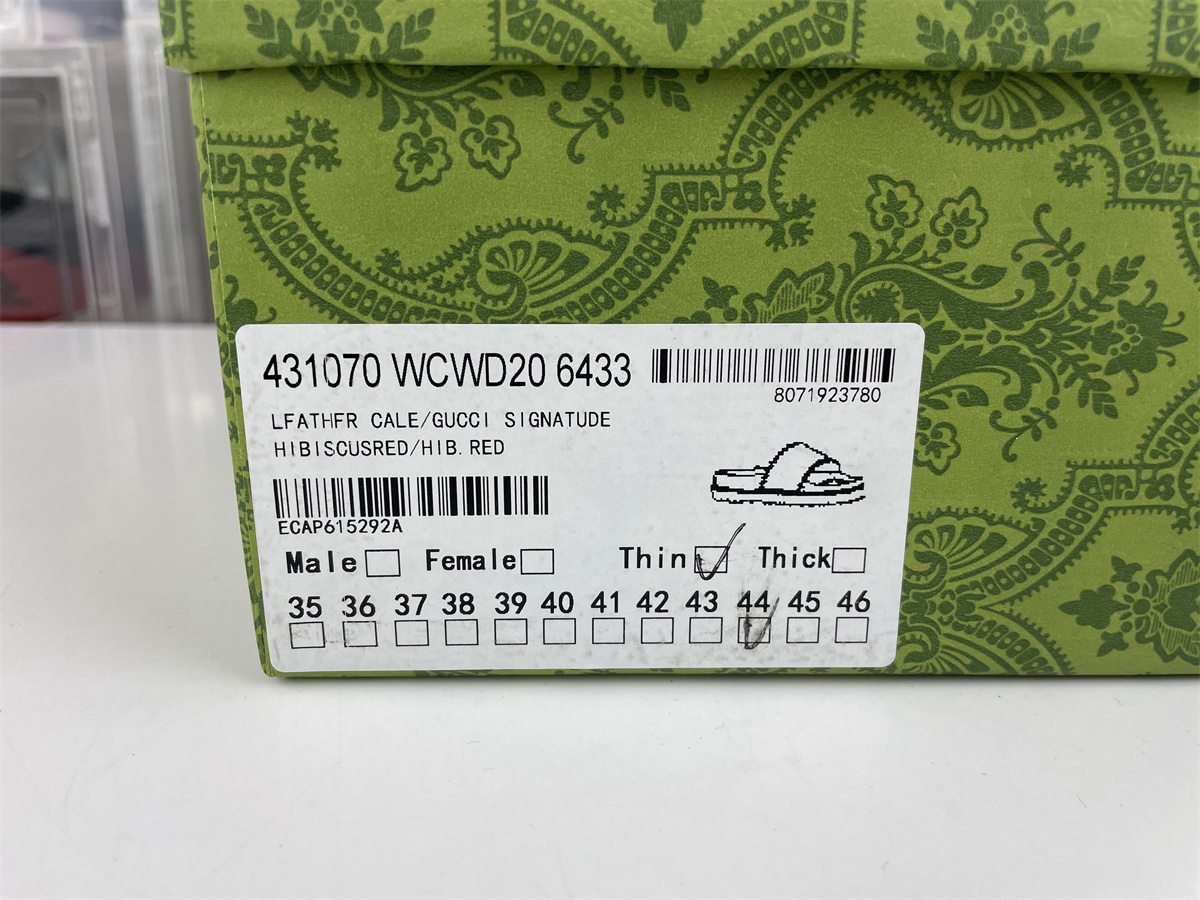 431070 WCWD20 6433
8071923780
LFATHFR CALE/GUCCI SIGNATUDE
HIBISCUSRED/HIB. RED
ECAP615292A
Male Female Thin Thick
35 36 37 38 39 40 41 42 43 44 45 46